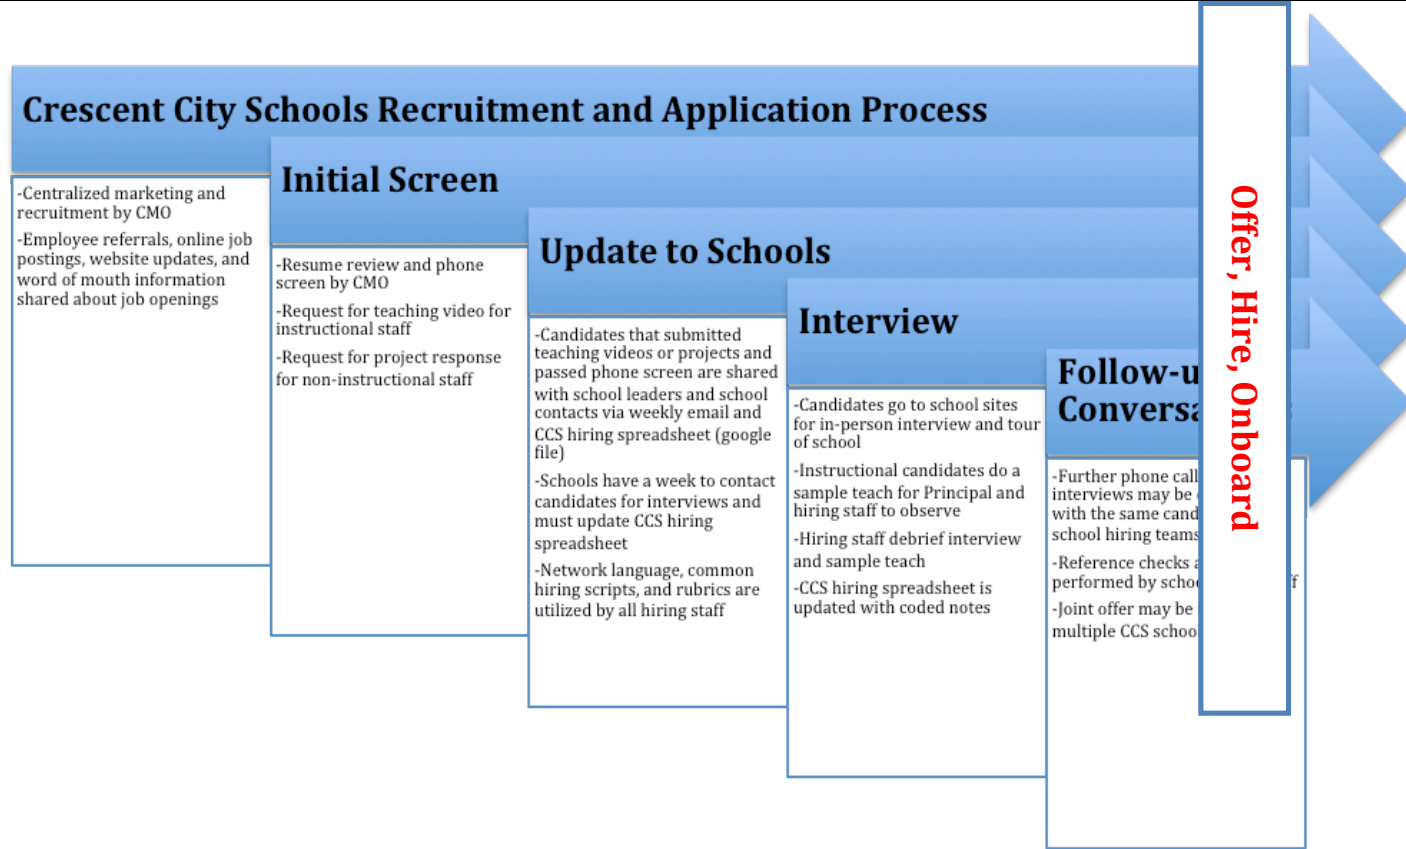 Crescent City Schools Recruitment and Application Process
-Centralized marketing and
recruitment by CMO
-Employee referrals, online job
postings, website updates, and
word of mouth information
shared about job openings
Initial Screen
-Resume review and phone
screen by CMO
-Request for teaching video for
instructional staff
-Request for project response
for non-instructional staff
Update to Schools
-Candidates that submitted
teaching videos or projects and
passed phone screen are shared
with school leaders and school
contacts via weekly email and
CCS hiring spreadsheet (google
file)
-Schools have a week to contact
candidates for interviews and
must update CCS hiring
spreadsheet
-Network language, common
hiring scripts, and rubrics are
utilized by all hiring staff
Interview
-Candidates go to school sites
for in-person interview and tour
of school
-Instructional candidates do a
sample teach for Principal and
hiring staff to observe
-Hiring staff debrief interview
and sample teach
-CCS hiring spreadsheet is
updated with coded notes
-Further phone
interviews may be
with the same
school hiring teams
-Reference checks
performed by
-Joint offer may be
multiple CCS
Offer, Hire, Onboard